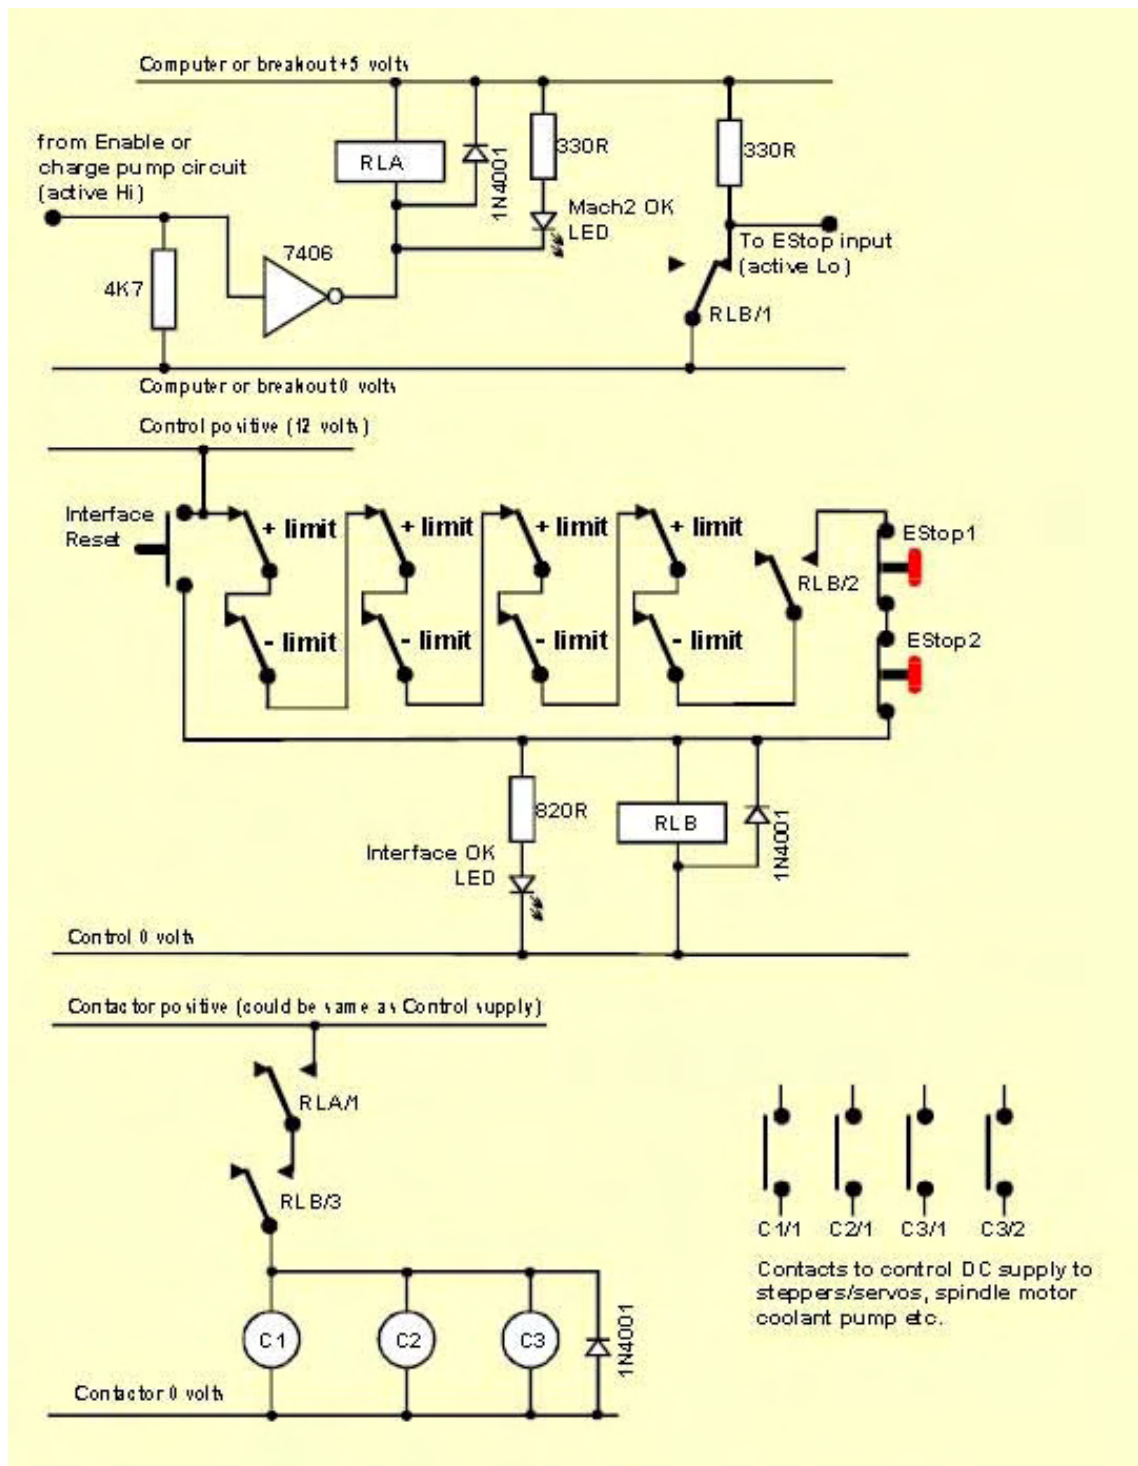 Computer or breakout +5 volts
from Enable or
charge pump circuit
(active Hi)
RLA
1N4001
330R
330R
Mach2 OK
LED
To EStop input
(active Lo)
7406
4K7
RLB/1
Computer or breakout 0 volts
Control positive (12 volts)
Interface
Reset
+ limit
+ limit
+ limit
+ limit
EStop1
RLB/2
- limit
- limit
- limit
- limit
EStop2
820R
RLB
1N4001
Interface OK
LED
Control 0 volts
Contactor positive (could be same as Control supply)
RLA/1
RLB/3
C1/1
C2/1
C3/1
C3/2
Contacts to control DC supply to
steppers/servos, spindle motor
coolant pump etc.
C1
C2
C3
1N4001
Contactor 0 volts